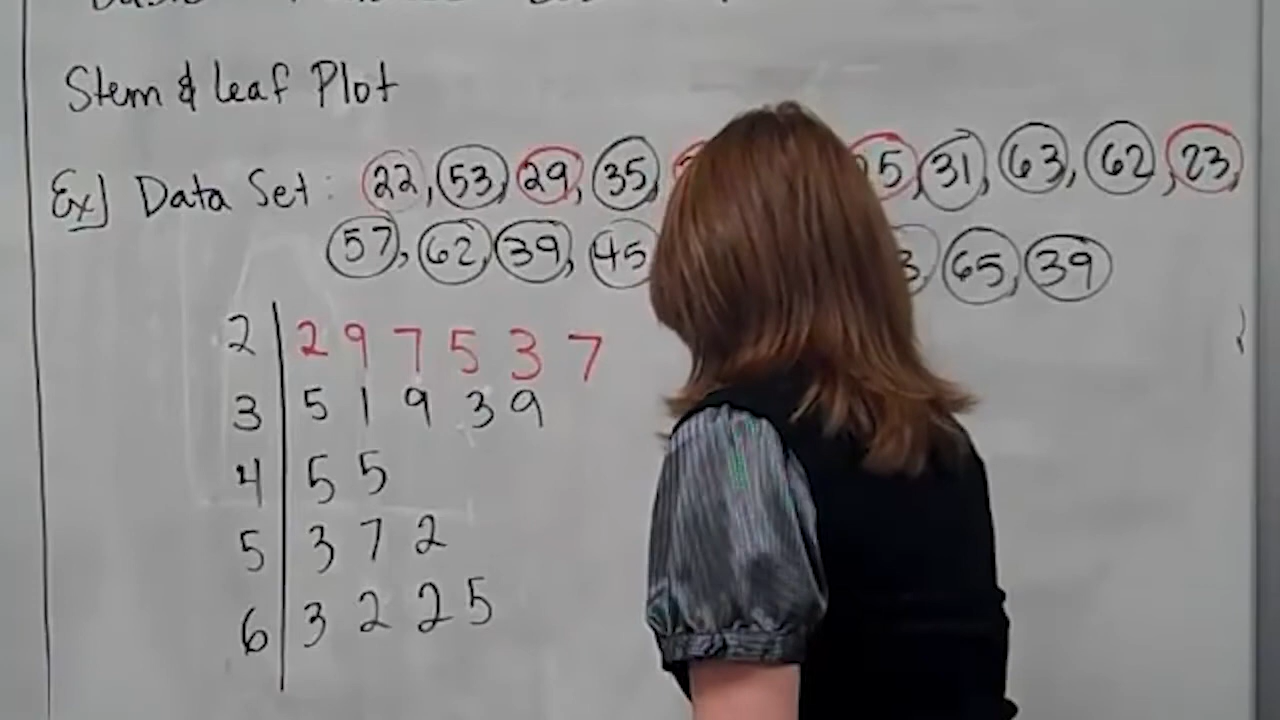 Stem & Leaf Plot
Ex] Data Set: 22, 53, 29, 35, 5, 31, 63, 62, 23,
57, 62, 39, 45 3, 65, 39
2 | 2 9 7 5 3 7
3 | 5 1 9 3 9
4 | 5 5
5 | 3 7 2
6 | 3 2 2 5